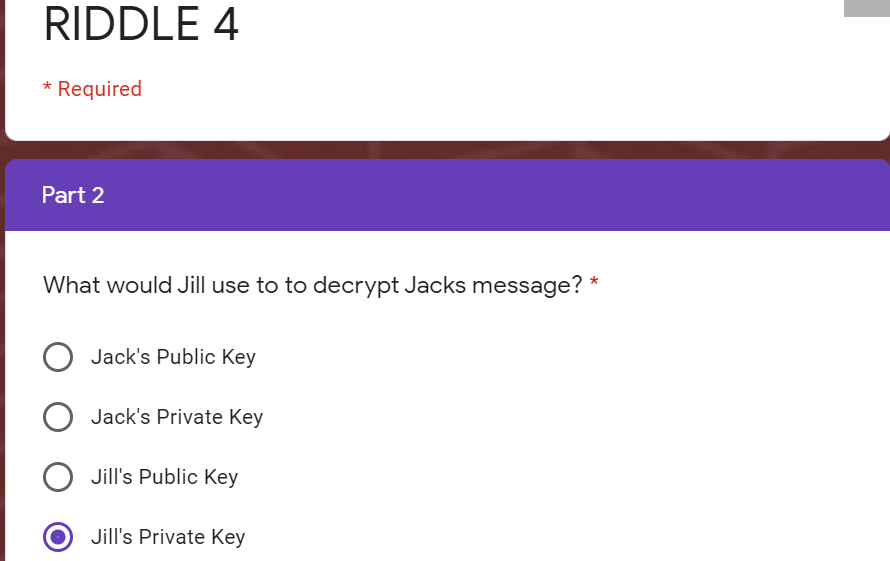 RIDDLE 4
* Required
Part 2
What would Jill use to to decrypt Jacks message? *
Jack's Public Key
Jack's Private Key
Jill's Public Key
Jill's Private Key